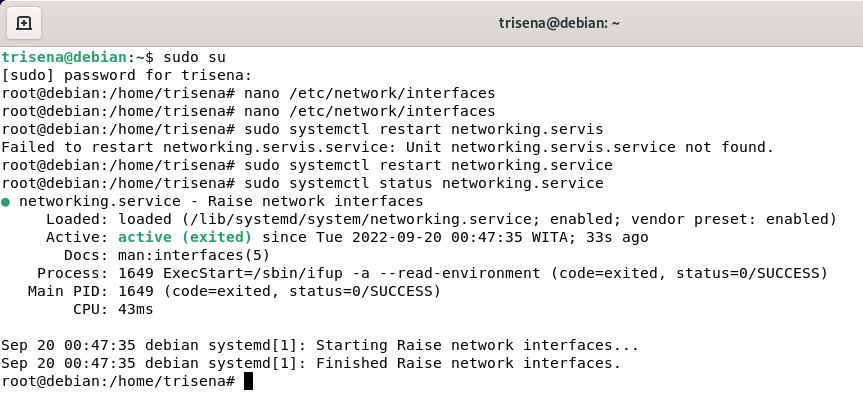 trisena@debian: ~
trisena@debian:~$ sudo su
[sudo] password for trisena:
root@debian:/home/trisena# nano /etc/network/interfaces
root@debian:/home/trisena# nano /etc/network/interfaces
root@debian:/home/trisena# sudo systemctl restart networking.servis
Failed to restart networking.servis.service: Unit networking.servis.service not found.
root@debian:/home/trisena# sudo systemctl restart networking.service
root@debian:/home/trisena# sudo systemctl status networking.service
● networking.service - Raise network interfaces
     Loaded: loaded (/lib/systemd/system/networking.service; enabled; vendor preset: enabled)
     Active: active (exited) since Tue 2022-09-20 00:47:35 WITA; 33s ago
       Docs: man:interfaces(5)
    Process: 1649 ExecStart=/sbin/ifup -a --read-environment (code=exited, status=0/SUCCESS)
   Main PID: 1649 (code=exited, status=0/SUCCESS)
        CPU: 43ms

Sep 20 00:47:35 debian systemd[1]: Starting Raise network interfaces...
Sep 20 00:47:35 debian systemd[1]: Finished Raise network interfaces.
root@debian:/home/trisena#